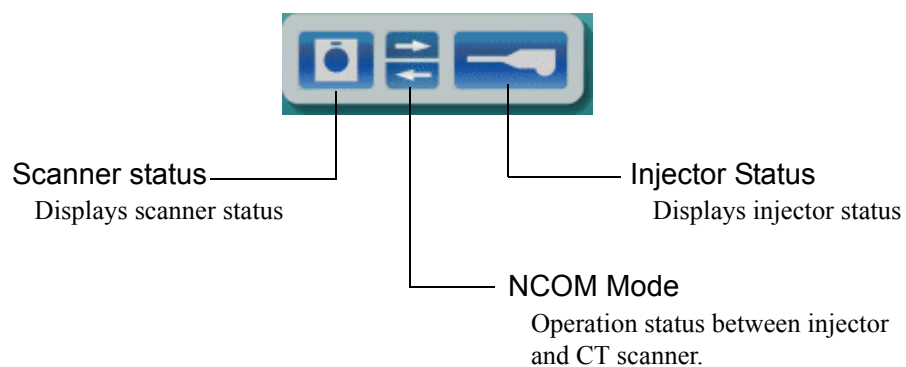 Scanner status
Displays scanner status
Injector Status
Displays injector status
NCOM Mode
Operation status between injector
and CT scanner.